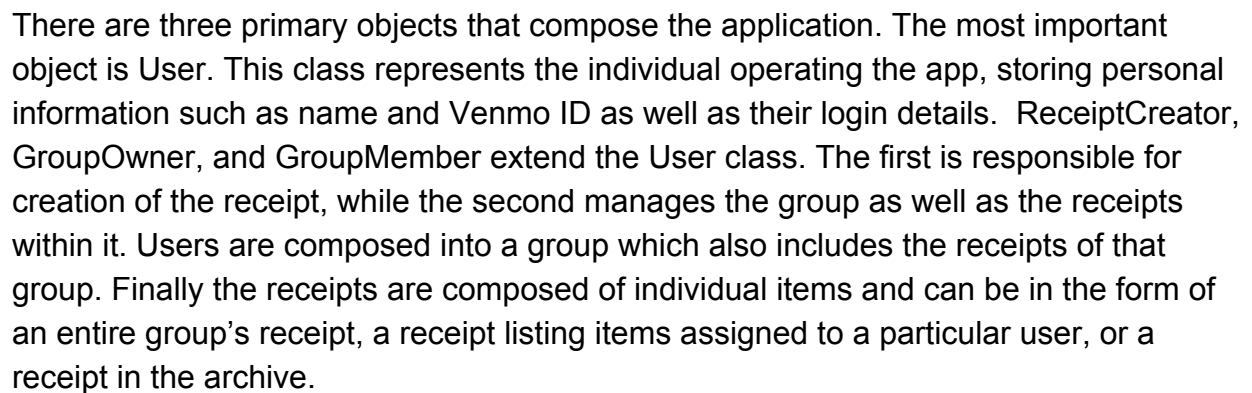 There are three primary objects that compose the application. The most important
object is User. This class represents the individual operating the app, storing personal
information such as name and Venmo ID as well as their login details.  ReceiptCreator,
GroupOwner, and GroupMember extend the User class. The first is responsible for
creation of the receipt, while the second manages the group as well as the receipts
within it. Users are composed into a group which also includes the receipts of that
group. Finally the receipts are composed of individual items and can be in the form of
an entire group’s receipt, a receipt listing items assigned to a particular user, or a
receipt in the archive.